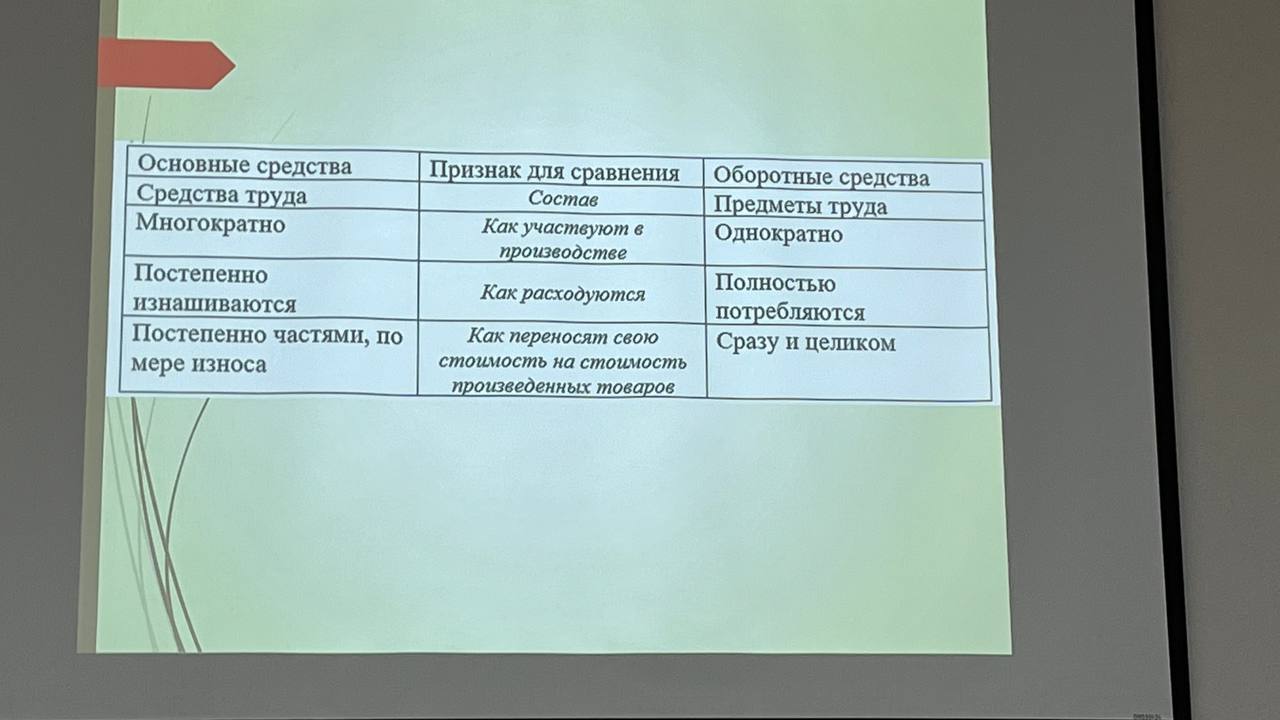 Основные средства
Признак для сравнения
Оборотные средства
Средства труда
Состав
Предметы труда
Многократно
Как участвуют в
производстве
Однократно
Постепенно
изнашиваются
Как расходуются
Полностью
потребляются
Постепенно частями, по
мере износа
Как переносят свою
стоимость на стоимость
произведенных товаров
Сразу и целиком